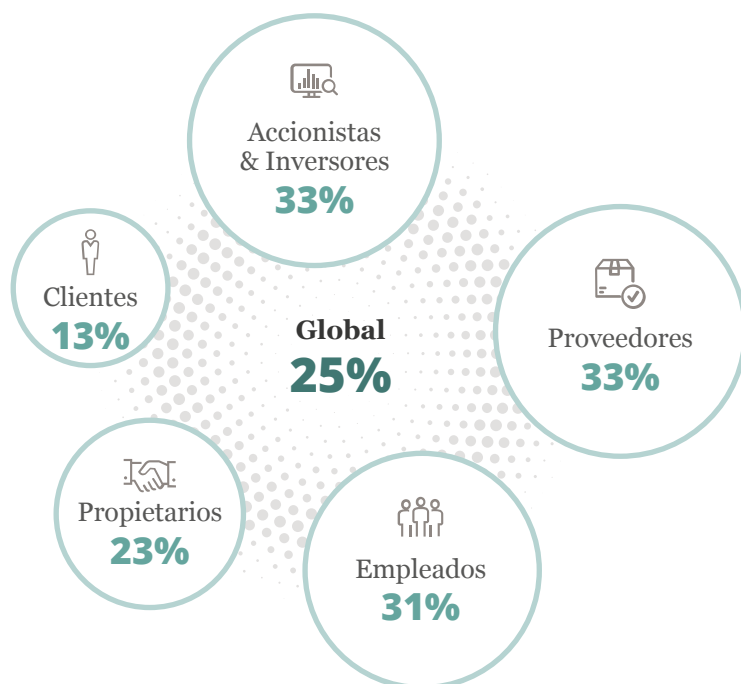 Accionistas
& Inversores
33%
Clientes
13%
Global
25%
Proveedores
33%
Propietarios
23%
Empleados
31%